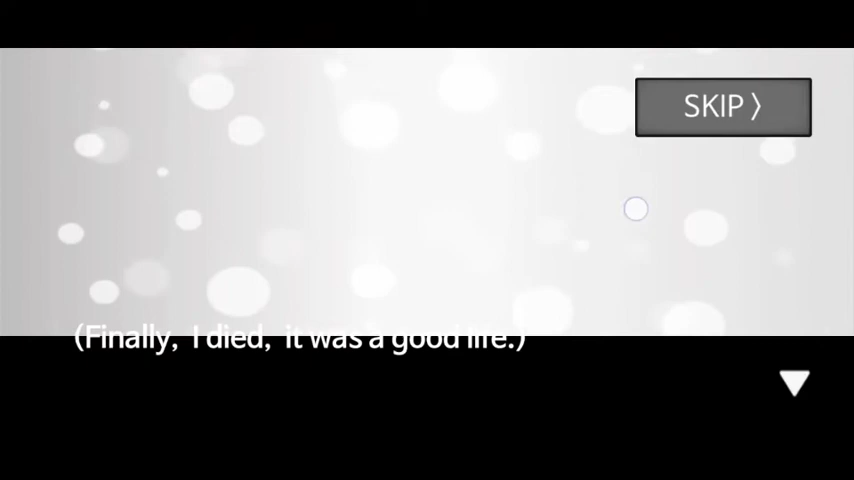 SKIP 〉
(Finally, I died, it was a good life.)